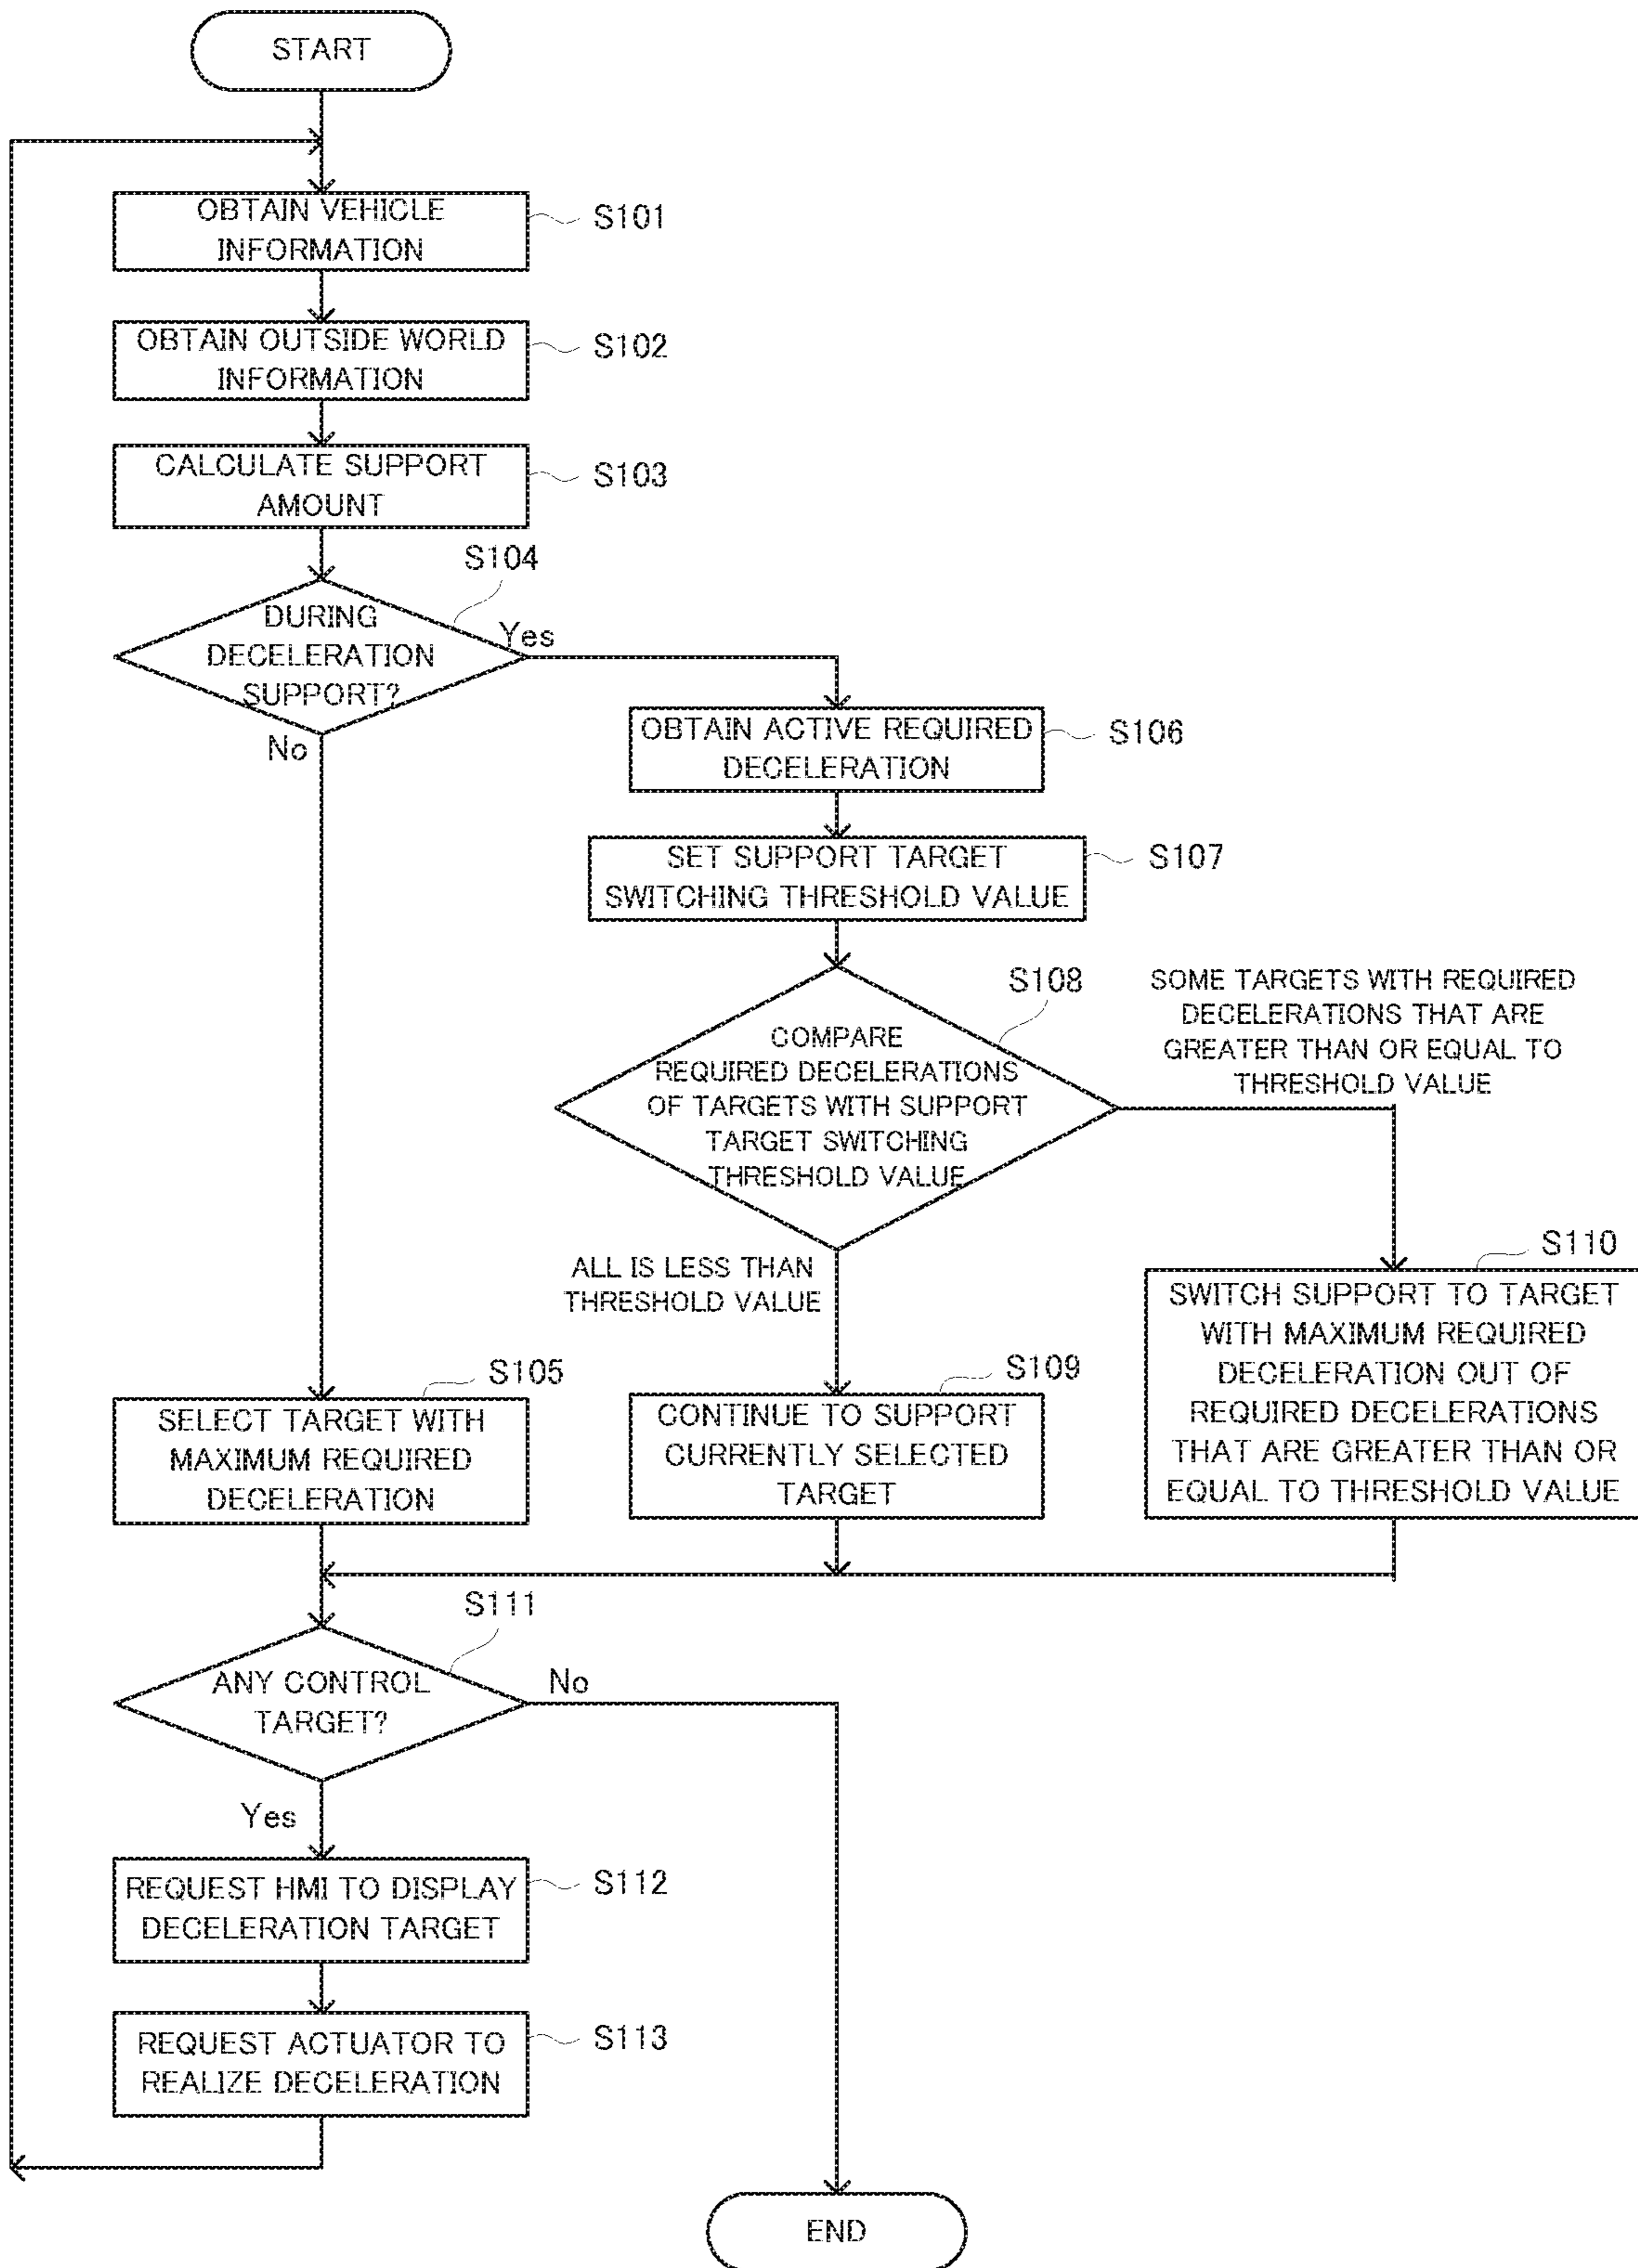 START
OBTAIN VEHICLE
INFORMATION
S101
OBTAIN OUTSIDE WORLD
INFORMATION
S102
CALCULATE SUPPORT
AMOUNT
S103
S104
DURING
DECELERATION
SUPPORT?
Yes
No
OBTAIN ACTIVE REQUIRED
DECELERATION
S106
SET SUPPORT TARGET
SWITCHING THRESHOLD VALUE
S107
S108
COMPARE
REQUIRED DECELERATIONS
OF TARGETS WITH SUPPORT
TARGET SWITCHING
THRESHOLD VALUE
SOME TARGETS WITH REQUIRED
DECELERATIONS THAT ARE
GREATER THAN OR EQUAL TO
THRESHOLD VALUE
ALL IS LESS THAN
THRESHOLD VALUE
S105
SELECT TARGET WITH
MAXIMUM REQUIRED
DECELERATION
S109
CONTINUE TO SUPPORT
CURRENTLY SELECTED
TARGET
S110
SWITCH SUPPORT TO TARGET
WITH MAXIMUM REQUIRED
DECELERATION OUT OF
REQUIRED DECELERATIONS
THAT ARE GREATER THAN OR
EQUAL TO THRESHOLD VALUE
S111
ANY CONTROL
TARGET?
No
Yes
REQUEST HMI TO DISPLAY
DECELERATION TARGET
S112
REQUEST ACTUATOR TO
REALIZE DECELERATION
S113
END